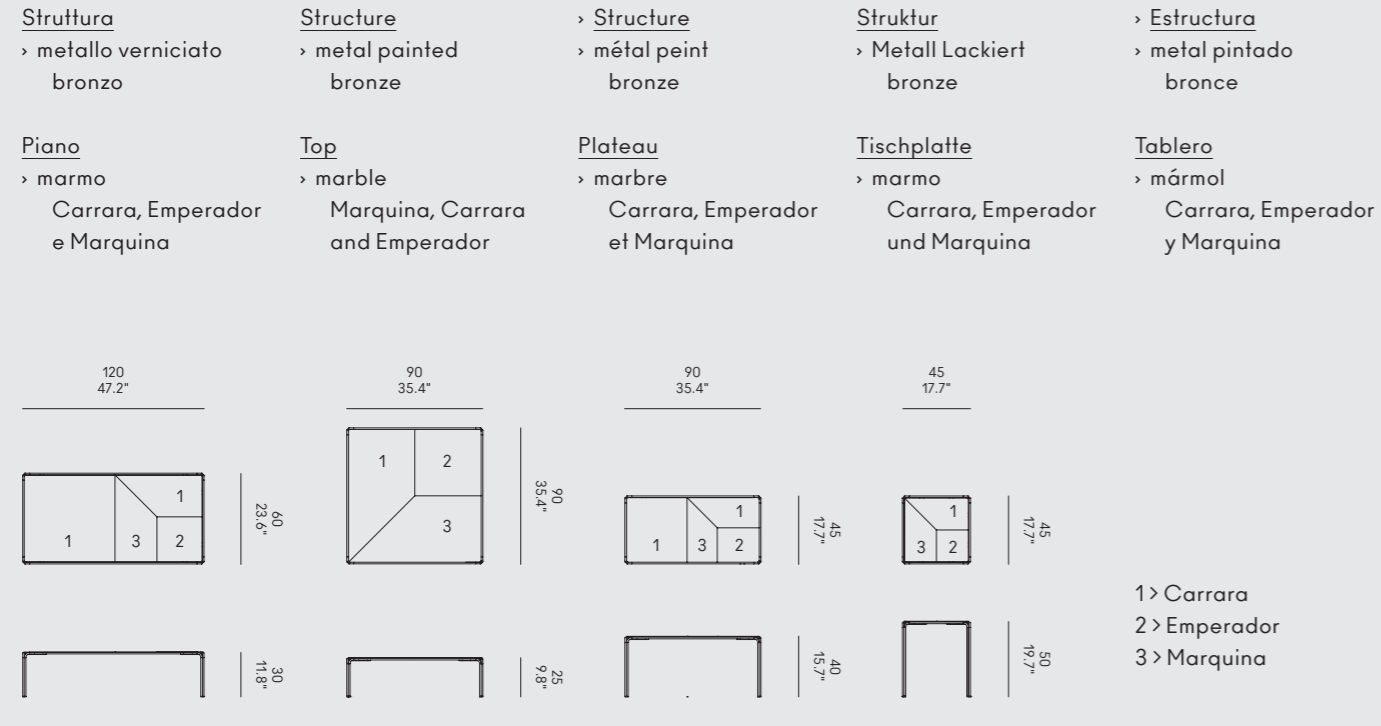 Struttura
› metallo verniciato
bronzo
Piano
› marmo
Carrara, Emperador
e Marquina
Structure
› metal painted
bronze
Top
› marble
Marquina, Carrara
and Emperador
› Structure
› métal peint
bronze
Plateau
› marbre
Carrara, Emperador
et Marquina
Struktur
› Metall Lackiert
bronze
Tischplatte
› marmo
Carrara, Emperador
und Marquina
› Estructura
› metal pintado
bronce
Tablero
› mármol
Carrara, Emperador
y Marquina
120
47.2"
1
3
1
2
60
23.6"
30
11.8"
90
35.4"
1
2
3
90
35.4"
25
9.8"
90
35.4"
1
3
1
2
45
17.7"
40
15.7"
45
17.7"
1
3
2
45
17.7"
50
19.7"
1 › Carrara
2 › Emperador
3 › Marquina